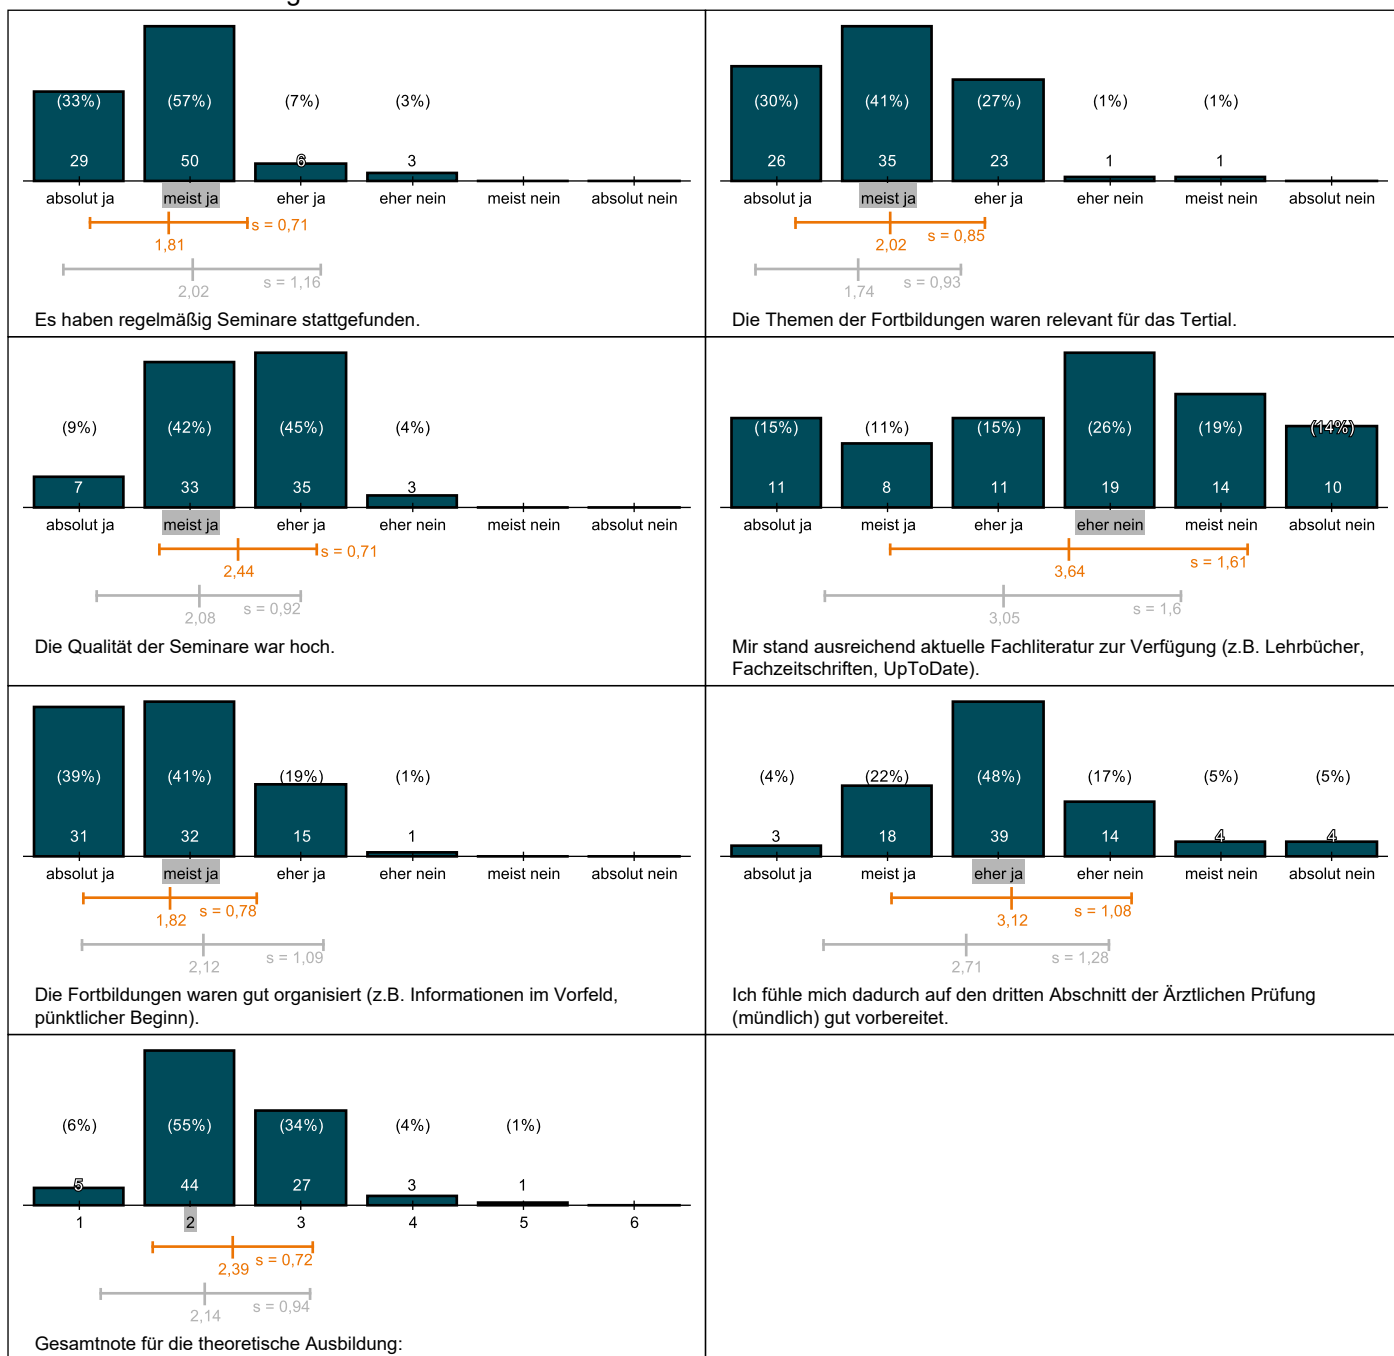 (33%) (57%) (7%) (3%)
29 50 6 3
absolut ja meist ja eher ja eher nein meist nein absolut nein
s = 0,71
1,81
s = 1,16
2,02
Es haben regelmäßig Seminare stattgefunden.
(30%) (41%) (27%) (1%) (1%)
26 35 23 1 1
absolut ja meist ja eher ja eher nein meist nein absolut nein
s = 0,85
2,02
s = 0,93
1,74
Die Themen der Fortbildungen waren relevant für das Tertial.
(9%) (42%) (45%) (4%)
7 33 35 3
absolut ja meist ja eher ja eher nein meist nein absolut nein
s = 0,71
2,44
s = 0,92
2,08
Die Qualität der Seminare war hoch.
(15%) (11%) (15%) (26%) (19%) (14%)
11 8 11 19 14 10
absolut ja meist ja eher ja eher nein meist nein absolut nein
s = 1,61
3,64
s = 1,6
3,05
Mir stand ausreichend aktuelle Fachliteratur zur Verfügung (z.B. Lehrbücher,
Fachzeitschriften, UpToDate).
(39%) (41%) (19%) (1%)
31 32 15 1
absolut ja meist ja eher ja eher nein meist nein absolut nein
s = 0,78
1,82
s = 1,09
2,12
Die Fortbildungen waren gut organisiert (z.B. Informationen im Vorfeld,
pünktlicher Beginn).
(4%) (22%) (48%) (17%) (5%) (5%)
3 18 39 14 4 4
absolut ja meist ja eher ja eher nein meist nein absolut nein
s = 1,08
3,12
s = 1,28
2,71
Ich fühle mich dadurch auf den dritten Abschnitt der Ärztlichen Prüfung
(mündlich) gut vorbereitet.
(6%) (55%) (34%) (4%) (1%)
5 44 27 3 1
1 2 3 4 5 6
s = 0,72
2,39
s = 0,94
2,14
Gesamtnote für die theoretische Ausbildung: